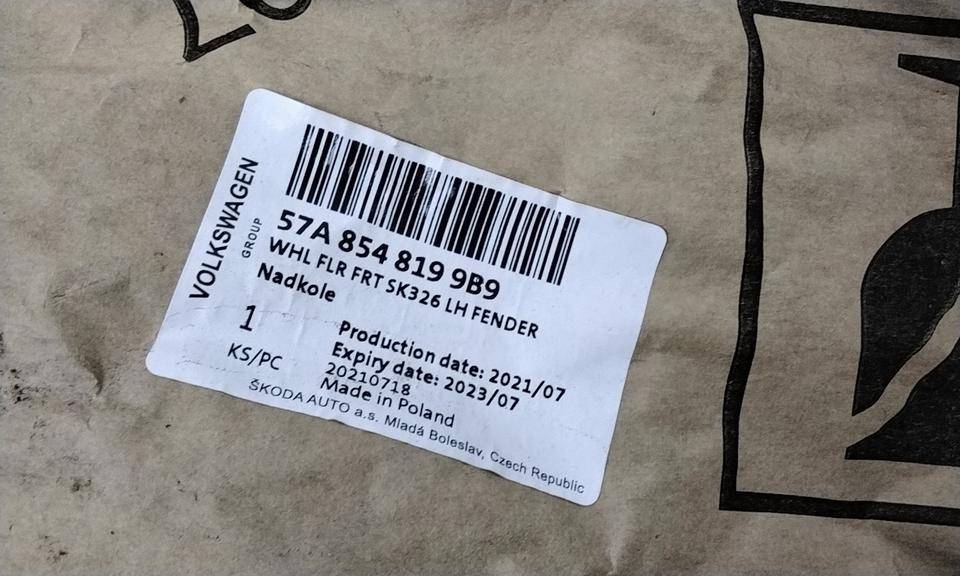 VOLKSWAGEN
GROUP
57A 854 819 9B9
WHL FLR FRT SK326 LH FENDER
Nadkole
1
KS/PC
Production date: 2021/07
Expiry date: 2023/07
20210718
Made in Poland
ŠKODA AUTO a.s. Mladá Boleslav, Czech Republic